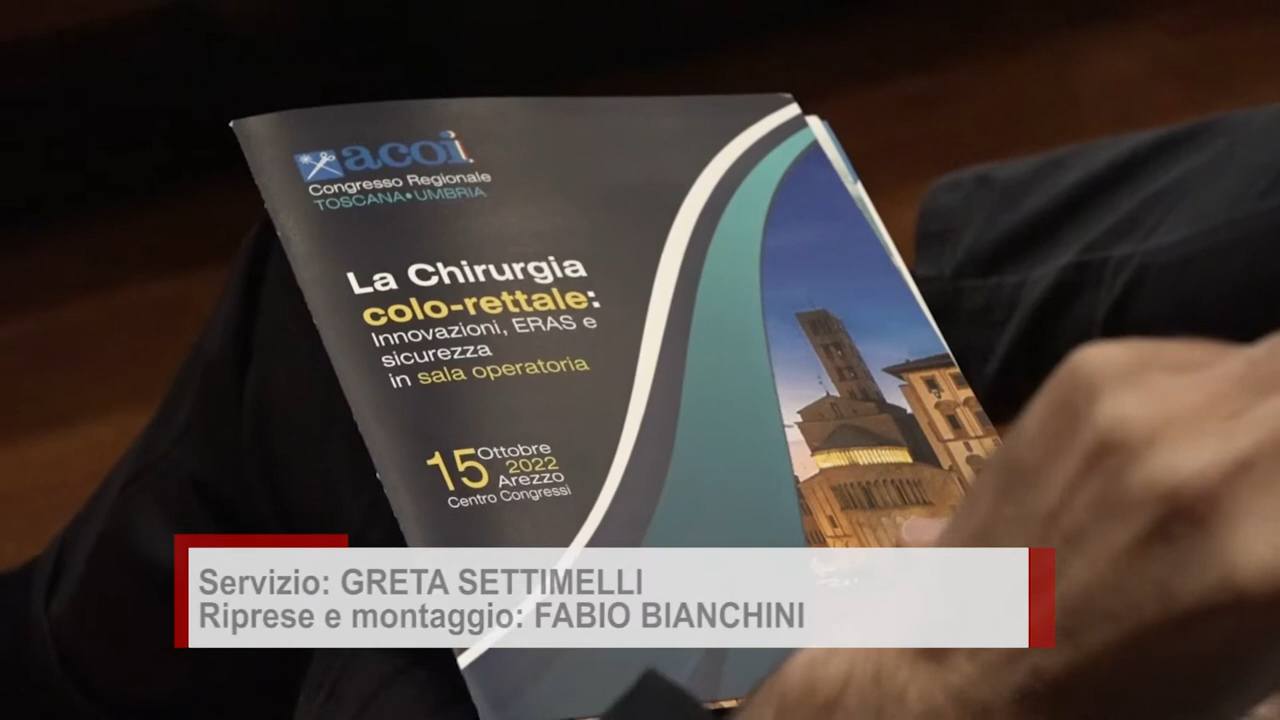 acoi.
Congresso Regionale
TOSCANA•UMBRIA
La Chirurgia
colo-rettale:
Innovazioni, ERAS e
sicurezza
in sala operatoria
15 Ottobre
2022
Arezzo
Centro Congressi
Servizio: GRETA SETTIMELLI
Riprese e montaggio: FABIO BIANCHINI